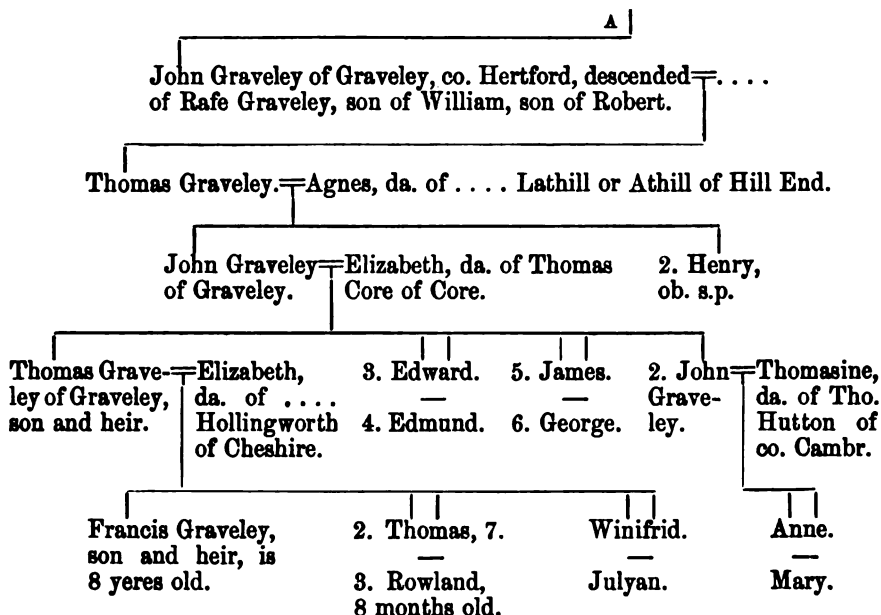 A
John Graveley of Graveley, co. Hertford, descended=. . . .
of Rafe Graveley, son of William, son of Robert.
Thomas Graveley.=Agnes, da. of . . . . Lathill or Athill of Hill End.
John Graveley=Elizabeth, da. of Thomas
of Graveley. Core of Core.
2. Henry,
ob. s.p.
Thomas Grave-=Elizabeth,
ley of Graveley, da. of . . . .
son and heir. Hollingworth
of Cheshire.
3. Edward.
—
4. Edmund.
5. James.
—
6. George.
2. John=Thomasine,
Grave- da. of Tho.
ley. Hutton of
co. Cambr.
Francis Graveley,
son and heir, is
8 yeres old.
2. Thomas, 7.
—
3. Rowland,
8 months old.
Winifrid.
—
Julyan.
Anne.
—
Mary.